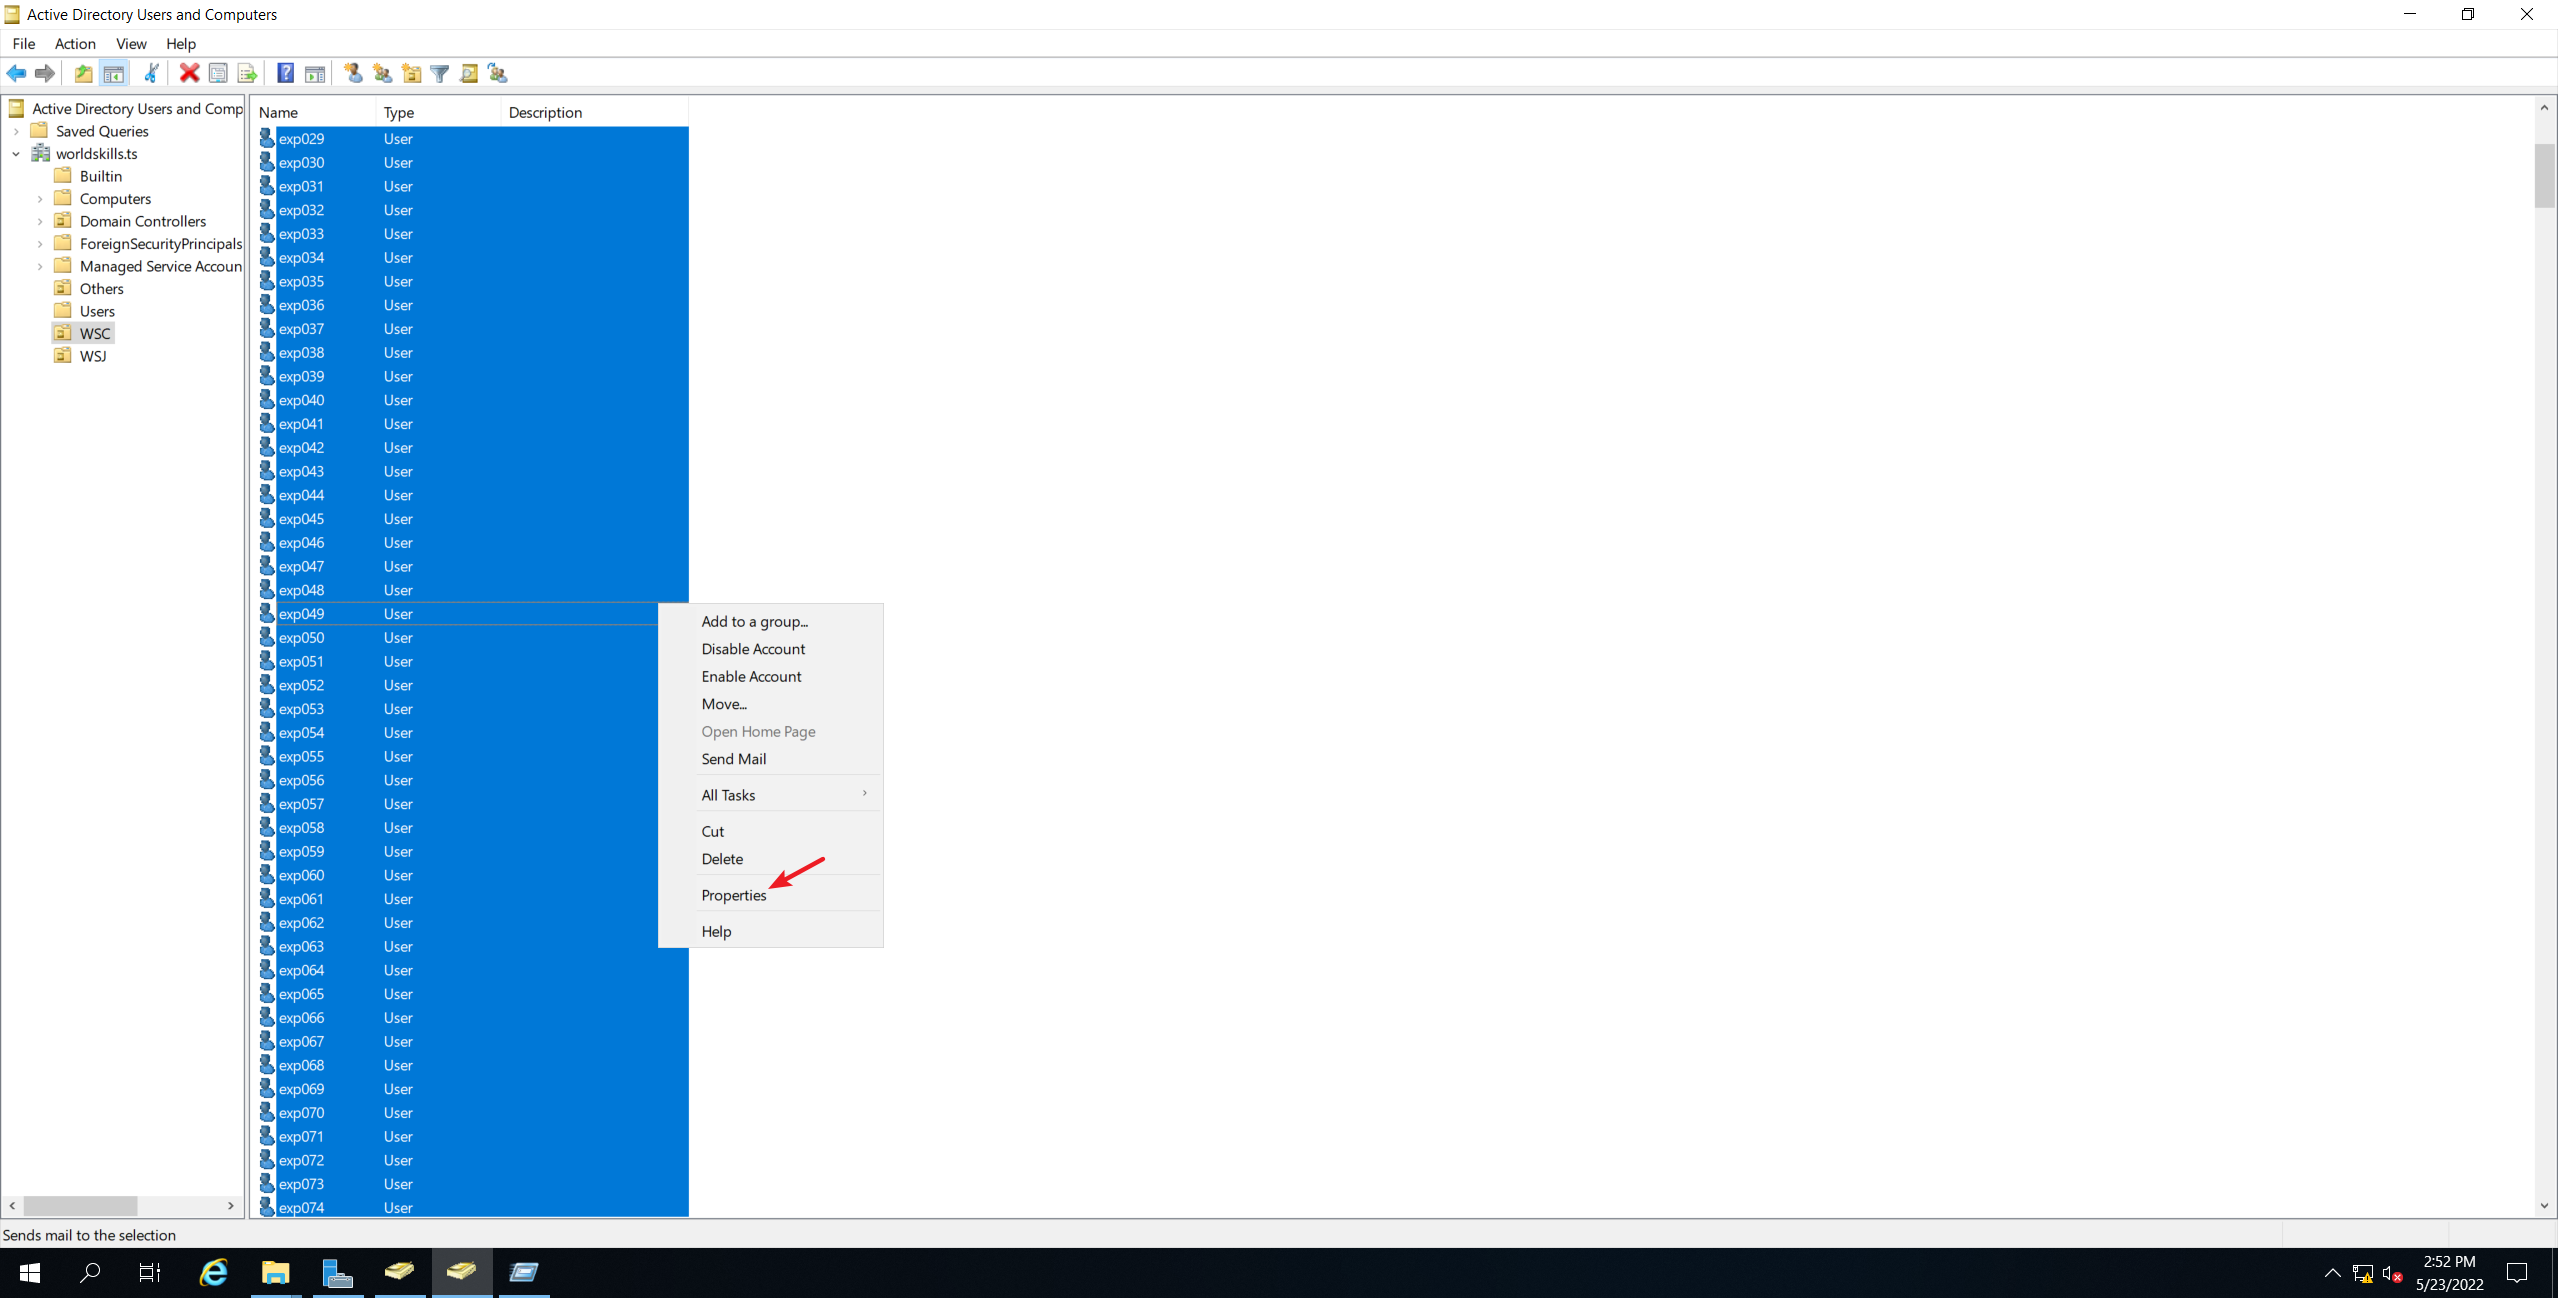 Active Directory Users and Computers
File Action View Help
Active Directory Users and Comp
Saved Queries
worldskills.ts
Builtin
Computers
Domain Controllers
ForeignSecurityPrincipals
Managed Service Accoun
Others
Users
WSC
WSJ
Name Type Description
exp029 User
exp030 User
exp031 User
exp032 User
exp033 User
exp034 User
exp035 User
exp036 User
exp037 User
exp038 User
exp039 User
exp040 User
exp041 User
exp042 User
exp043 User
exp044 User
exp045 User
exp046 User
exp047 User
exp048 User
exp049 User
exp050 User
exp051 User
exp052 User
exp053 User
exp054 User
exp055 User
exp056 User
exp057 User
exp058 User
exp059 User
exp060 User
exp061 User
exp062 User
exp063 User
exp064 User
exp065 User
exp066 User
exp067 User
exp068 User
exp069 User
exp070 User
exp071 User
exp072 User
exp073 User
exp074 User
Add to a group...
Disable Account
Enable Account
Move...
Open Home Page
Send Mail
All Tasks
Cut
Delete
Properties
Help
Sends mail to the selection
2:52 PM
5/23/2022